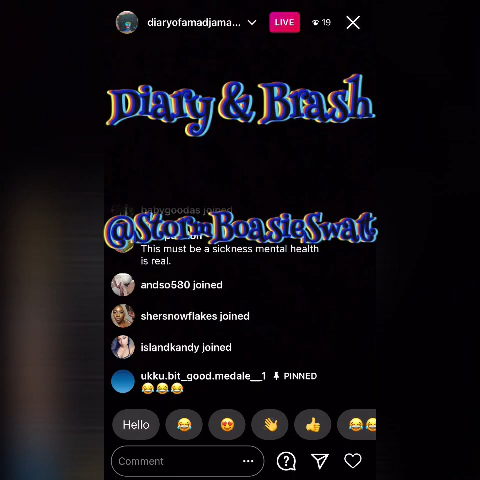 diaryofamadjama...
LIVE
19
Diary & Brash
babygoodas joined
@StormBoasieSwatt
This must be a sickness mental health
is real.
andso580 joined
shersnowflakes joined
islandkandy joined
ukku.bit_good.medale__1 PINNED
😂😂😂
Hello 😂 😍 👋 👍 😂😂
Comment